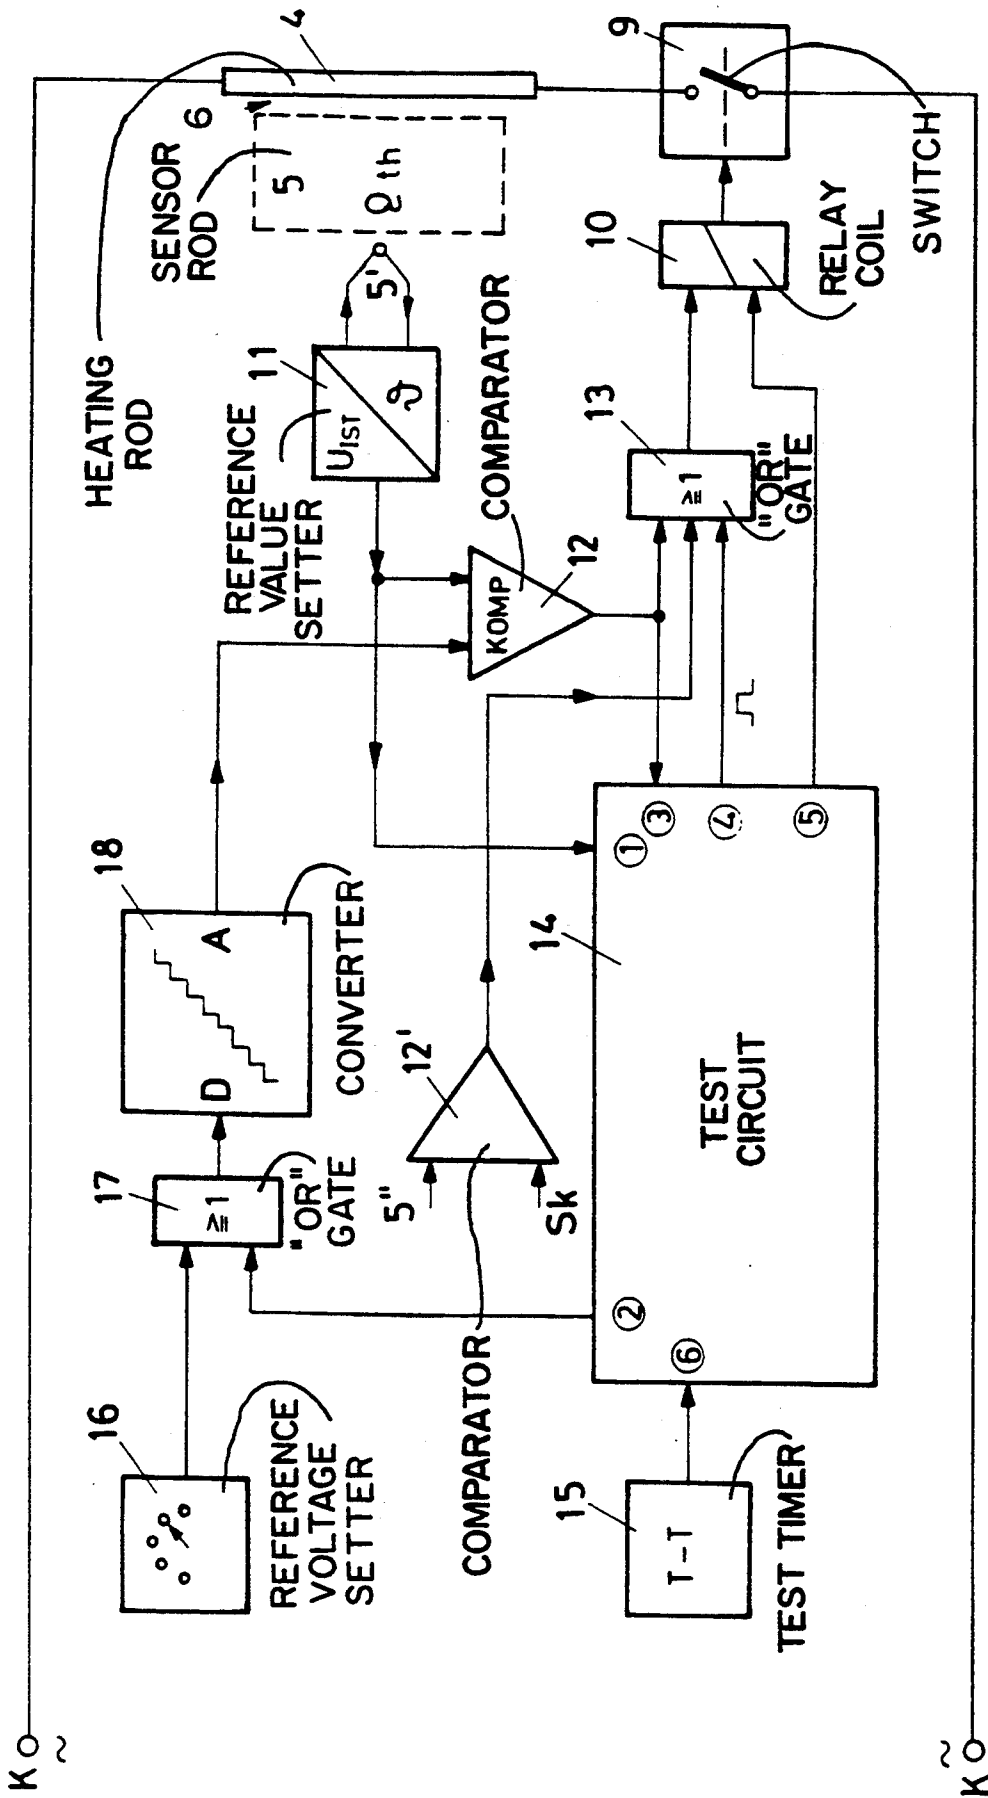 K
~
16
REFERENCE
VOLTAGE
SETTER
17
≥1
"OR"
GATE
18
D
A
CONVERTER
HEATING
ROD
SENSOR
ROD
6
4
5
ϑth
5'
REFERENCE
VALUE
SETTER
11
UIST
ϑ
COMPARATOR
KOMP
12
COMPARATOR
12'
5"
Sk
15
T-T
TEST TIMER
14
TEST
CIRCUIT
①
②
③
④
⑤
⑥
13
≥1
"OR"
GATE
10
RELAY
COIL
9
SWITCH
K
~